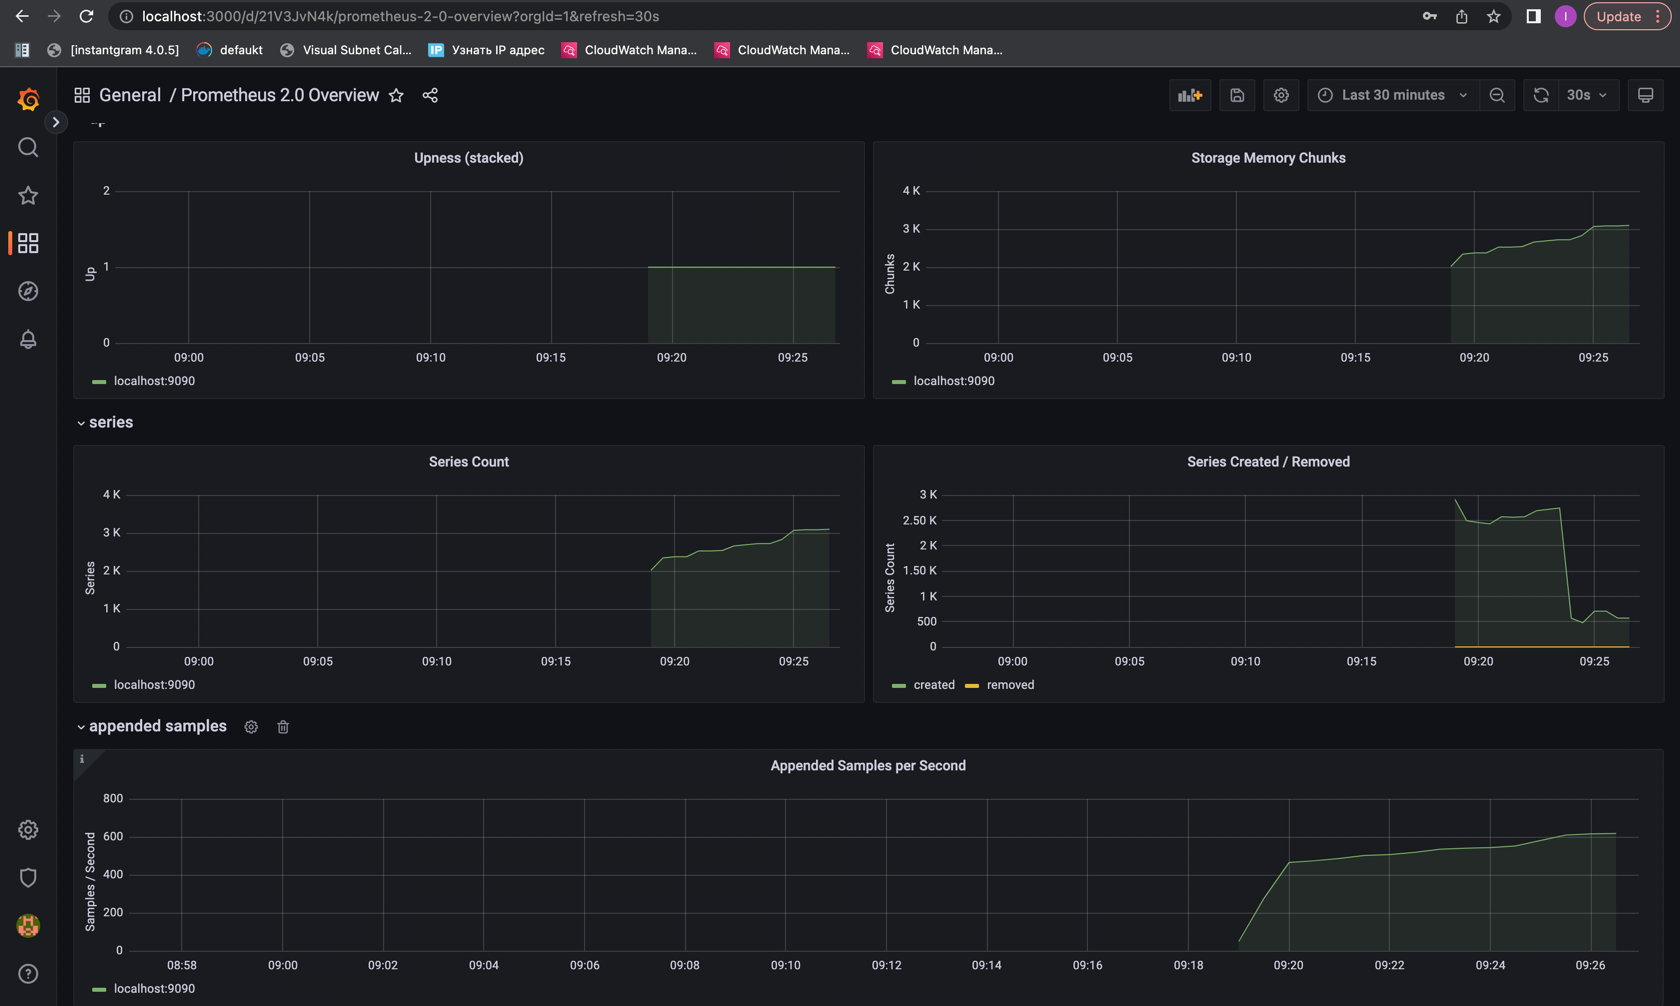 localhost:3000/d/21V3JvN4k/prometheus-2-0-overview?orgId=1&refresh=30s
I
Update
[instantgram 4.0.5]
defaukt
Visual Subnet Cal...
IP Узнать IP адрес
CloudWatch Mana...
CloudWatch Mana...
CloudWatch Mana...
General / Prometheus 2.0 Overview
Last 30 minutes
30s
Upness (stacked)
2
1
0
Up
09:00 09:05 09:10 09:15 09:20 09:25
localhost:9090
Storage Memory Chunks
4 K
3 K
2 K
1 K
0
Chunks
09:00 09:05 09:10 09:15 09:20 09:25
localhost:9090
series
Series Count
4 K
3 K
2 K
1 K
0
Series
09:00 09:05 09:10 09:15 09:20 09:25
localhost:9090
Series Created / Removed
3 K
2.50 K
2 K
1.50 K
1 K
500
0
Series Count
09:00 09:05 09:10 09:15 09:20 09:25
created removed
appended samples
i
Appended Samples per Second
800
600
400
200
0
Samples / Second
08:58 09:00 09:02 09:04 09:06 09:08 09:10 09:12 09:14 09:16 09:18 09:20 09:22 09:24 09:26
localhost:9090